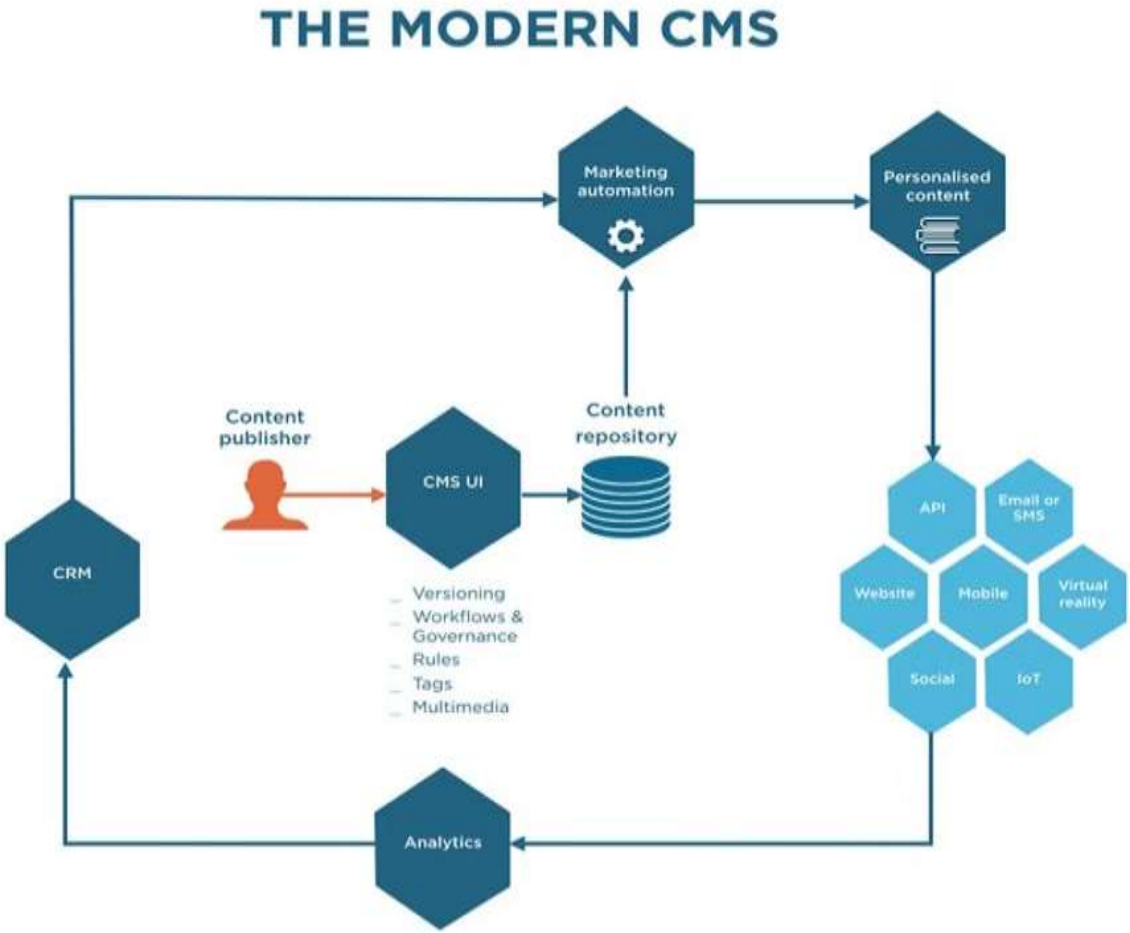 THE MODERN CMS
Marketing
automation
Personalised
content
Content
publisher
CMS UI
Content
repository
_ Versioning
_ Workflows &
Governance
_ Rules
_ Tags
_ Multimedia
CRM
API
Email or
SMS
Website
Mobile
Virtual
reality
Social
IoT
Analytics